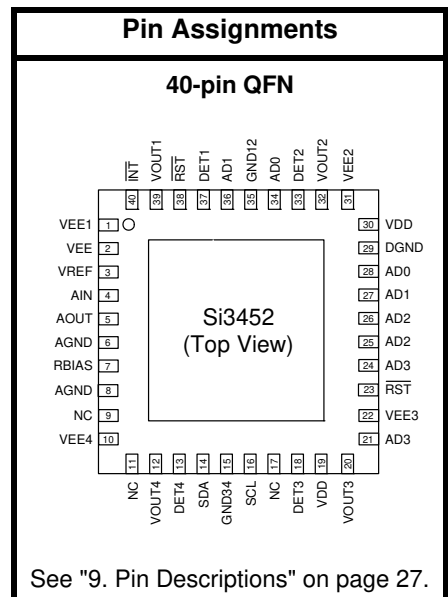 Pin Assignments
40-pin QFN
INT VOUT1 RST DET1 AD1 GND12 AD0 DET2 VOUT2 VEE2
40 39 38 37 36 35 34 33 32 31
VEE1 1 30 VDD
VEE 2 29 DGND
VREF 3 28 AD0
AIN 4 27 AD1
AOUT 5 26 AD2
AGND 6 25 AD2
RBIAS 7 24 AD3
AGND 8 23 RST
NC 9 22 VEE3
VEE4 10 21 AD3
Si3452
(Top View)
11 12 13 14 15 16 17 18 19 20
NC VOUT4 DET4 SDA GND34 SCL NC DET3 VDD VOUT3
See "9. Pin Descriptions" on page 27.